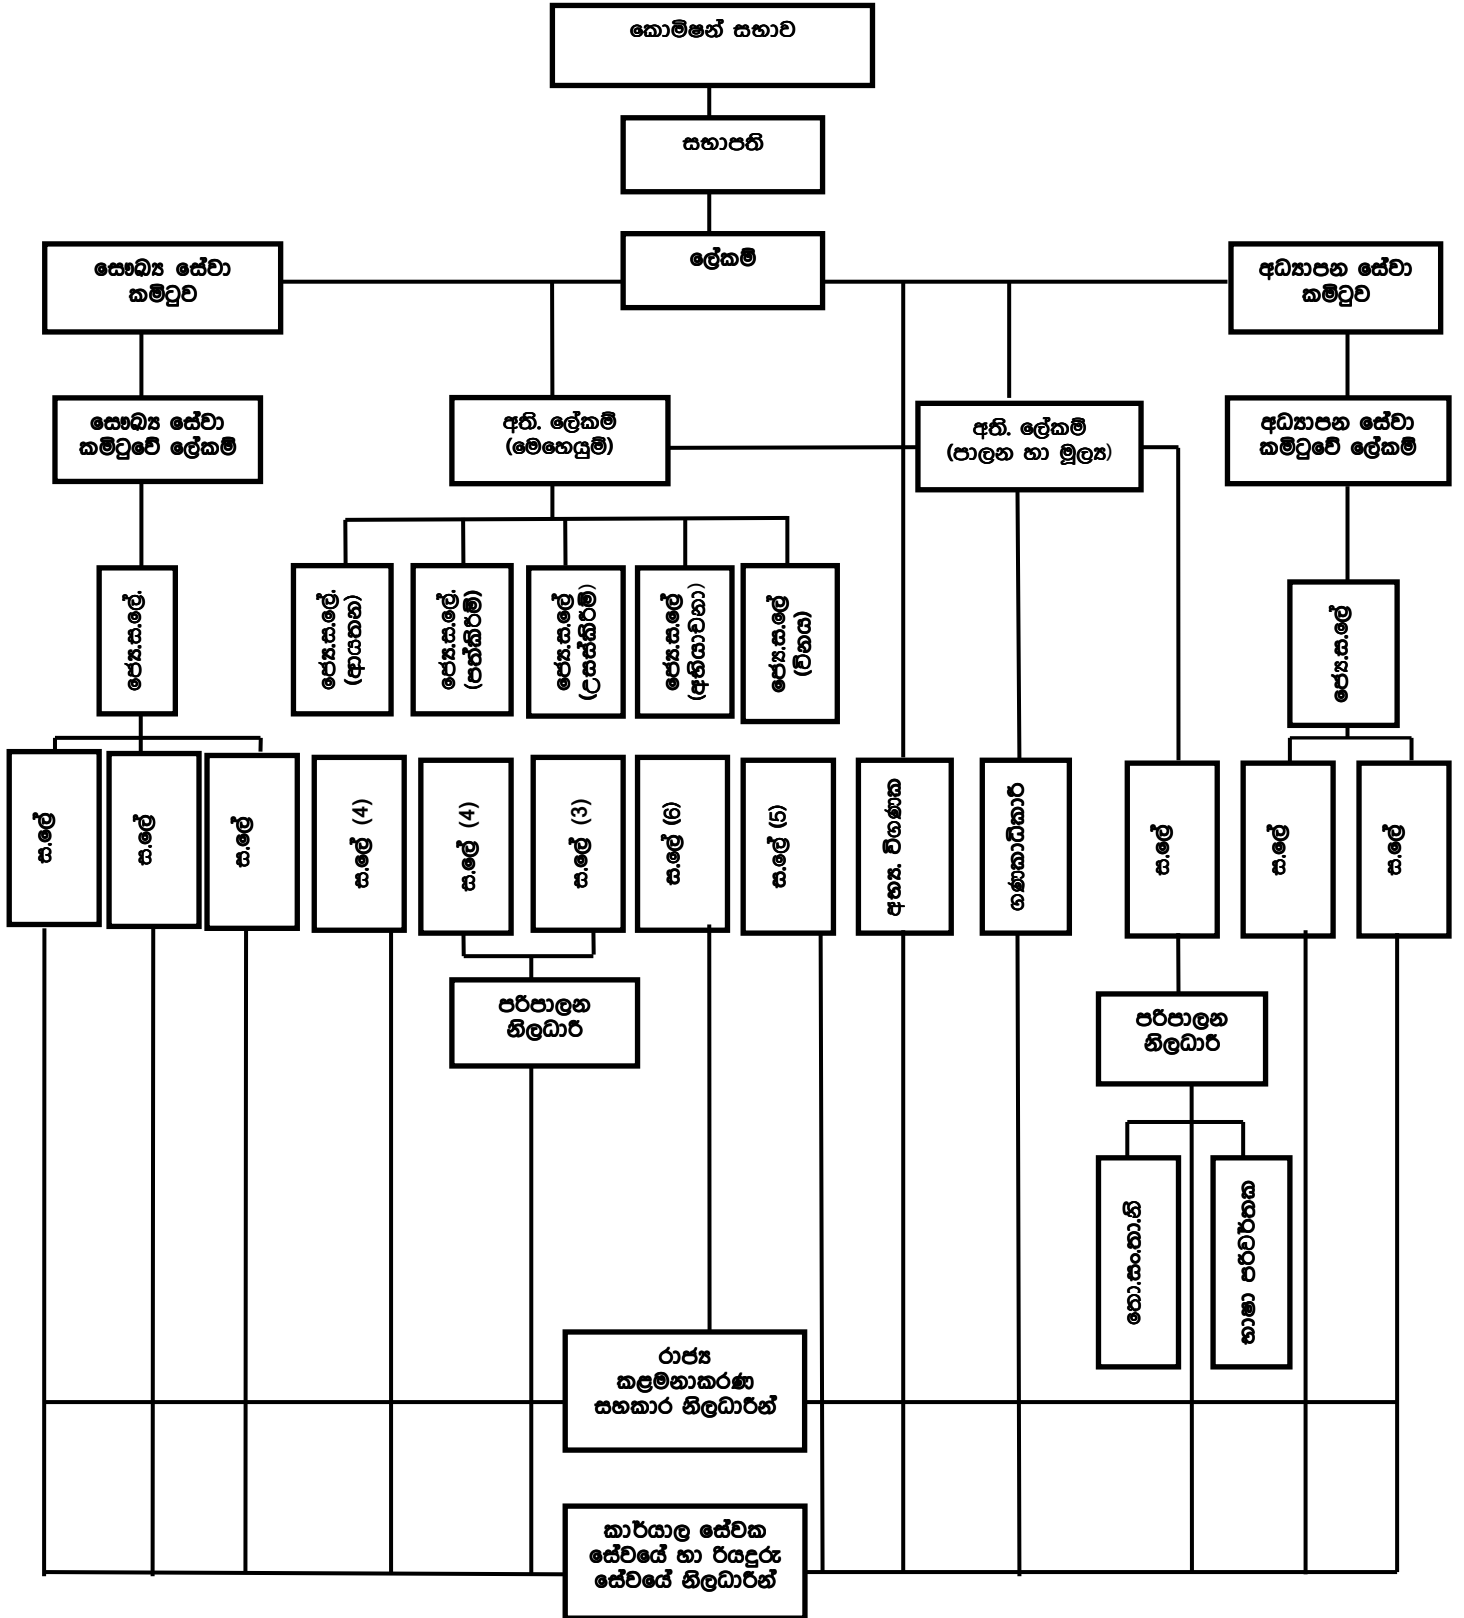 කොමිෂන් සභාව
සභාපති
ලේකම්
සෞඛ්‍ය සේවා
කමිටුව
අධ්‍යාපන සේවා
කමිටුව
සෞඛ්‍ය සේවා
කමිටුවේ ලේකම්
අති. ලේකම්
(මෙහෙයුම්)
අති. ලේකම්
(පාලන හා මූල්‍ය)
අධ්‍යාපන සේවා
කමිටුවේ ලේකම්
ජ්‍යෙ.ස.ලේ.
ජ්‍යෙ.ස.ලේ.
(ආයතන)
ජ්‍යෙ.ස.ලේ.
(පත්කිරීම්)
ජ්‍යෙ.ස.ලේ
(උසස්කිරීම්)
ජ්‍යෙ.ස.ලේ
(අභියාචනා)
ජ්‍යෙ.ස.ලේ
(විනය)
ජ්‍යෙ.ස.ලේ
ස.ලේ
ස.ලේ
ස.ලේ
ස.ලේ (4)
ස.ලේ (4)
ස.ලේ (3)
ස.ලේ (6)
ස.ලේ (5)
අභ්‍ය. විගණක
ගණකාධිකාරී
ස.ලේ
ස.ලේ
ස.ලේ
පරිපාලන
නිලධාරී
පරිපාලන
නිලධාරී
තො.සං.තා.නි
භාෂා පරිවර්තක
රාජ්‍ය
කළමනාකරණ
සහකාර නිලධාරීන්
කාර්යාල සේවක
සේවයේ හා රියදුරු
සේවයේ නිලධාරීන්